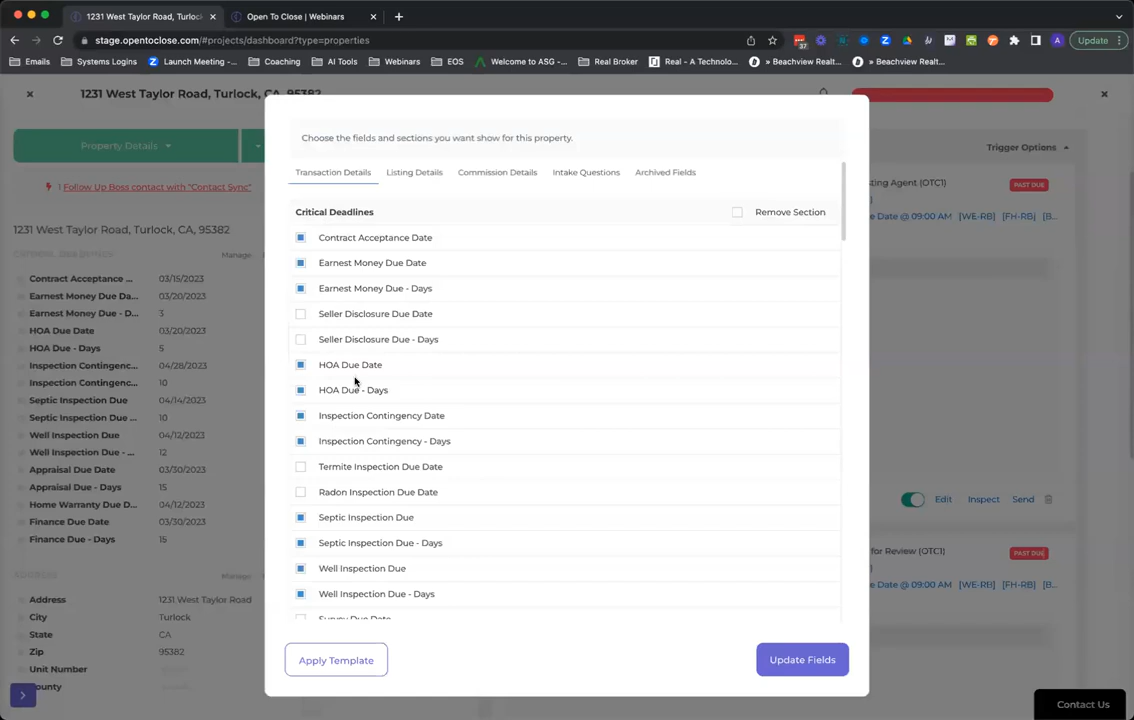 1231 West Taylor Road, Turlock
Open To Close | Webinars
stage.opentoclose.com/#projects/dashboard?type=properties
37
A
Update
Emails
Systems Logins
Launch Meeting -...
Coaching
AI Tools
Webinars
EOS
Welcome to ASG -...
Real Broker
Real - A Technolo...
» Beachview Realt...
» Beachview Realt...
1231 West Taylor Road, Turlock, CA, 95382
Property Details
Trigger Options
1 Follow Up Boss contact with "Contact Sync"
1231 West Taylor Road, Turlock, CA, 95382
Manage
Contract Acceptance ... 03/15/2023
Earnest Money Due Da... 03/20/2023
Earnest Money Due - D... 3
HOA Due Date 03/20/2023
HOA Due - Days 5
Inspection Contingenc... 04/28/2023
Inspection Contingenc... 10
Septic Inspection Due 04/14/2023
Septic Inspection Due ... 10
Well Inspection Due 04/12/2023
Well Inspection Due - ... 12
Appraisal Due Date 03/30/2023
Appraisal Due - Days 15
Home Warranty Due D... 04/12/2023
Finance Due Date 03/30/2023
Finance Due - Days 15
ADDRESS
Manage
Address 1231 West Taylor Road
City Turlock
State CA
Zip 95382
Unit Number
ounty
Choose the fields and sections you want show for this property.
Transaction Details
Listing Details
Commission Details
Intake Questions
Archived Fields
Critical Deadlines
Remove Section
Contract Acceptance Date
Earnest Money Due Date
Earnest Money Due - Days
Seller Disclosure Due Date
Seller Disclosure Due - Days
HOA Due Date
HOA Due - Days
Inspection Contingency Date
Inspection Contingency - Days
Termite Inspection Due Date
Radon Inspection Due Date
Septic Inspection Due
Septic Inspection Due - Days
Well Inspection Due
Well Inspection Due - Days
Survey Due Date
Apply Template
Update Fields
sting Agent (OTC1)
PAST DUE
e Date @ 09:00 AM [WE-RB] [FH-RB] [B...
Edit
Inspect
Send
for Review (OTC1)
PAST DUE
e Date @ 09:00 AM [WE-RB] [FH-RB] [B...
Contact Us